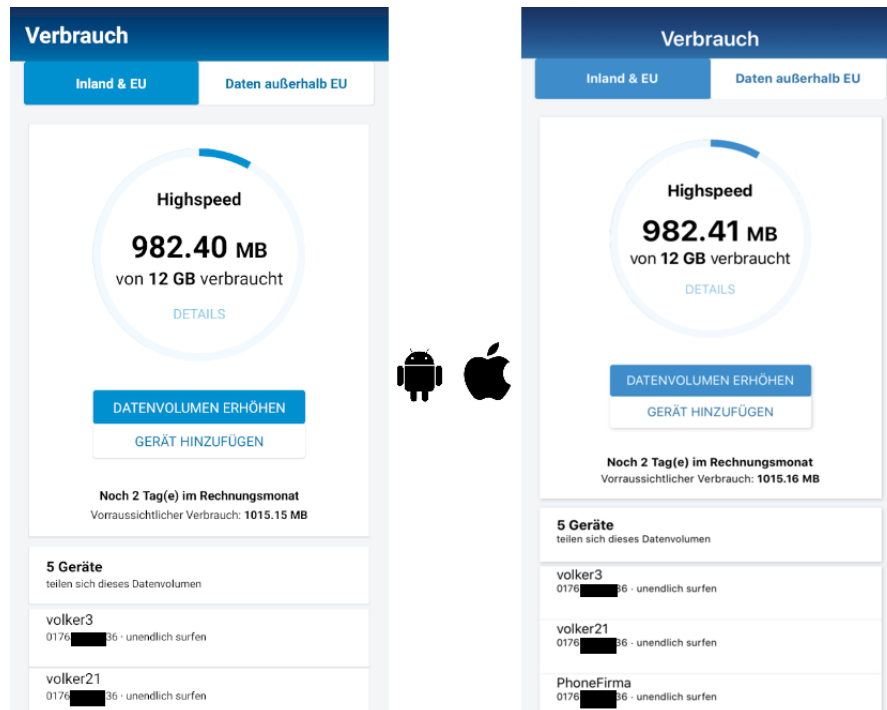 Verbrauch
Inland & EU
Daten außerhalb EU
Highspeed
982.40 MB
von 12 GB verbraucht
DETAILS
DATENVOLUMEN ERHÖHEN
GERÄT HINZUFÜGEN
Noch 2 Tag(e) im Rechnungsmonat
Vorraussichtlicher Verbrauch: 1015.15 MB
5 Geräte
teilen sich dieses Datenvolumen
volker3
0176 36 · unendlich surfen
volker21
0176 36 · unendlich surfen
Verbrauch
Inland & EU
Daten außerhalb EU
Highspeed
982.41 MB
von 12 GB verbraucht
DETAILS
DATENVOLUMEN ERHÖHEN
GERÄT HINZUFÜGEN
Noch 2 Tag(e) im Rechnungsmonat
Vorraussichtlicher Verbrauch: 1015.16 MB
5 Geräte
teilen sich dieses Datenvolumen
volker3
0176 36 · unendlich surfen
volker21
0176 36 · unendlich surfen
PhoneFirma
0176 36 · unendlich surfen